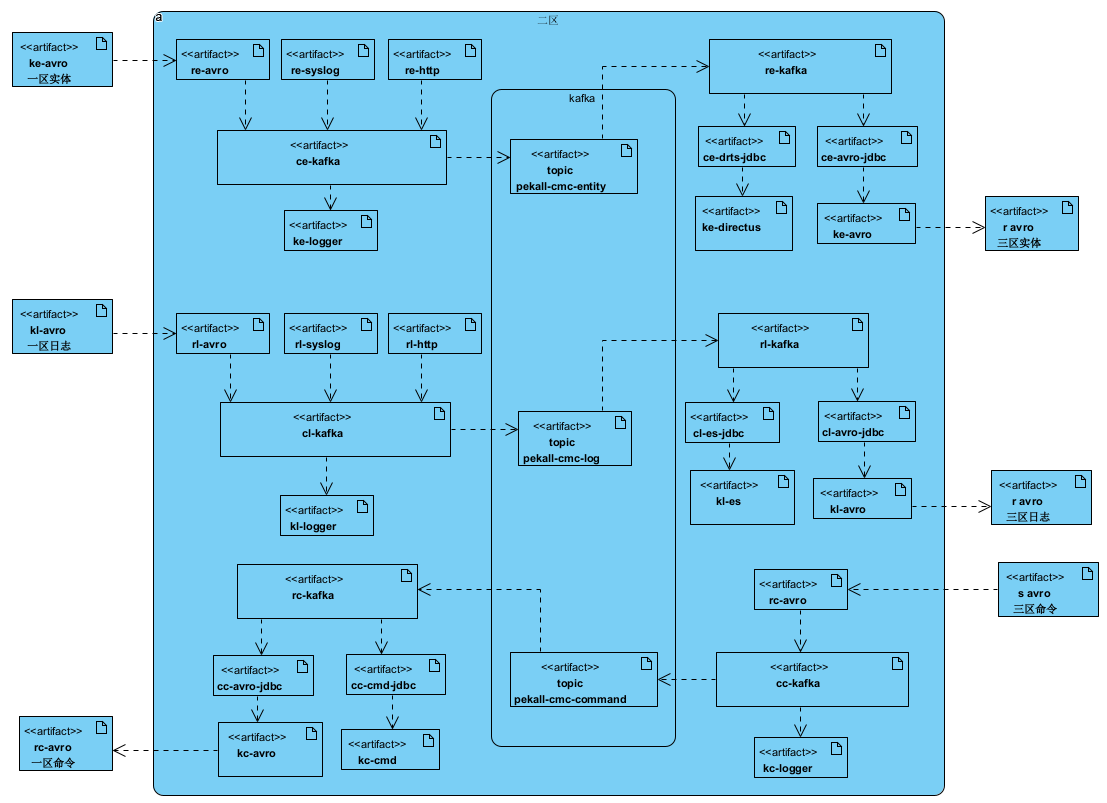 a
二区
<<artifact>>
ke-avro
一区实体
<<artifact>>
re-avro
<<artifact>>
re-syslog
<<artifact>>
re-http
<<artifact>>
re-kafka
kafka
<<artifact>>
ce-kafka
<<artifact>>
topic
pekall-cmc-entity
<<artifact>>
ce-drts-jdbc
<<artifact>>
ce-avro-jdbc
<<artifact>>
ke-logger
<<artifact>>
ke-directus
<<artifact>>
ke-avro
<<artifact>>
r avro
三区实体
<<artifact>>
kl-avro
一区日志
<<artifact>>
rl-avro
<<artifact>>
rl-syslog
<<artifact>>
rl-http
<<artifact>>
rl-kafka
<<artifact>>
cl-kafka
<<artifact>>
topic
pekall-cmc-log
<<artifact>>
cl-es-jdbc
<<artifact>>
cl-avro-jdbc
<<artifact>>
kl-logger
<<artifact>>
kl-es
<<artifact>>
kl-avro
<<artifact>>
r avro
三区日志
<<artifact>>
rc-kafka
<<artifact>>
rc-avro
<<artifact>>
s avro
三区命令
<<artifact>>
cc-avro-jdbc
<<artifact>>
cc-cmd-jdbc
<<artifact>>
topic
pekall-cmc-command
<<artifact>>
cc-kafka
<<artifact>>
rc-avro
一区命令
<<artifact>>
kc-avro
<<artifact>>
kc-cmd
<<artifact>>
kc-logger